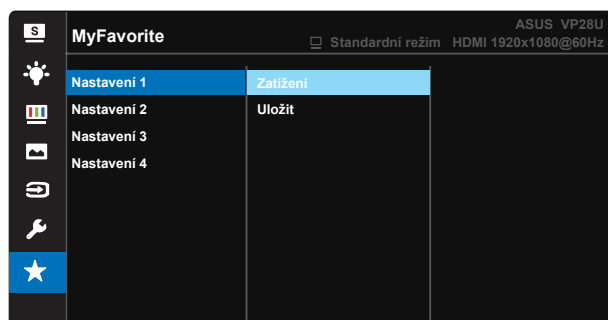 S
MyFavorite
ASUS VP28U
Standardní režim HDMI 1920x1080@60Hz
Nastavení 1
Zatížení
Nastavení 2
Uložit
Nastavení 3
Nastavení 4